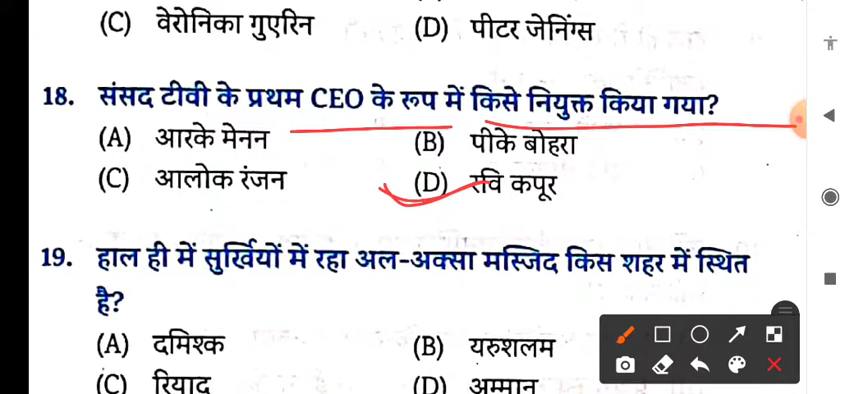 (C) वेरोनिका गुएरिन (D) पीटर जेनिंग्स
18. संसद टीवी के प्रथम CEO के रूप में किसे नियुक्त किया गया?
(A) आरके मेनन (B) पीके बोहरा
(C) आलोक रंजन (D) रवि कपूर
19. हाल ही में सुर्खियों में रहा अल-अक्सा मस्जिद किस शहर में स्थित
है?
(A) दमिश्क (B) यरुशलम
(C) रियाद (D) अम्मान